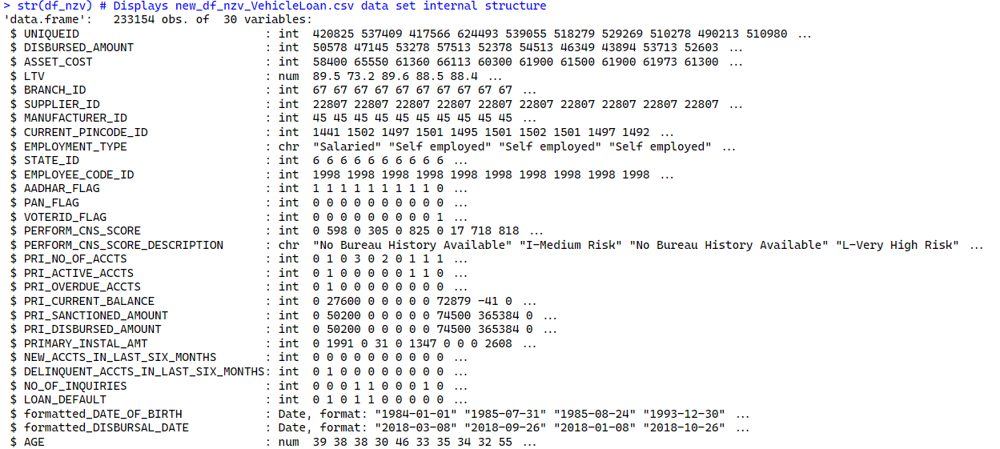 > str(df_nzv) # Displays new_df_nzv_VehicleLoan.csv data set internal structure
'data.frame':   233154 obs. of  30 variables:
 $ UNIQUEID                           : int  420825 537409 417566 624493 539055 518279 529269 510278 490213 510980 ...
 $ DISBURSED_AMOUNT                   : int  50578 47145 53278 57513 52378 54513 46349 43894 53713 52603 ...
 $ ASSET_COST                         : int  58400 65550 61360 66113 60300 61900 61500 61900 61973 61300 ...
 $ LTV                                : num  89.5 73.2 89.6 88.5 88.4 ...
 $ BRANCH_ID                          : int  67 67 67 67 67 67 67 67 67 67 ...
 $ SUPPLIER_ID                        : int  22807 22807 22807 22807 22807 22807 22807 22807 22807 22807 ...
 $ MANUFACTURER_ID                    : int  45 45 45 45 45 45 45 45 45 45 ...
 $ CURRENT_PINCODE_ID                 : int  1441 1502 1497 1501 1495 1501 1502 1501 1497 1492 ...
 $ EMPLOYMENT_TYPE                    : chr  "Salaried" "Self employed" "Self employed" "Self employed" ...
 $ STATE_ID                           : int  6 6 6 6 6 6 6 6 6 6 ...
 $ EMPLOYEE_CODE_ID                   : int  1998 1998 1998 1998 1998 1998 1998 1998 1998 1998 ...
 $ AADHAR_FLAG                        : int  1 1 1 1 1 1 1 1 1 0 ...
 $ PAN_FLAG                           : int  0 0 0 0 0 0 0 0 0 0 ...
 $ VOTERID_FLAG                       : int  0 0 0 0 0 0 0 0 0 1 ...
 $ PERFORM_CNS_SCORE                  : int  0 598 0 305 0 825 0 17 718 818 ...
 $ PERFORM_CNS_SCORE_DESCRIPTION      : chr  "No Bureau History Available" "I-Medium Risk" "No Bureau History Available" "L-Very High Risk" ...
 $ PRI_NO_OF_ACCTS                    : int  0 1 0 3 0 2 0 1 1 1 ...
 $ PRI_ACTIVE_ACCTS                   : int  0 1 0 0 0 0 0 1 1 0 ...
 $ PRI_OVERDUE_ACCTS                  : int  0 1 0 0 0 0 0 0 0 0 ...
 $ PRI_CURRENT_BALANCE                : int  0 27600 0 0 0 0 0 72879 -41 0 ...
 $ PRI_SANCTIONED_AMOUNT              : int  0 50200 0 0 0 0 0 74500 365384 0 ...
 $ PRI_DISBURSED_AMOUNT               : int  0 50200 0 0 0 0 0 74500 365384 0 ...
 $ PRIMARY_INSTAL_AMT                 : int  0 1991 0 31 0 1347 0 0 0 2608 ...
 $ NEW_ACCTS_IN_LAST_SIX_MONTHS       : int  0 0 0 0 0 0 0 0 0 0 ...
 $ DELINQUENT_ACCTS_IN_LAST_SIX_MONTHS: int  0 1 0 0 0 0 0 0 0 0 ...
 $ NO_OF_INQUIRIES                    : int  0 0 0 1 1 0 0 0 1 0 ...
 $ LOAN_DEFAULT                       : int  0 1 0 1 1 0 0 0 0 0 ...
 $ formatted_DATE_OF_BIRTH            : Date, format: "1984-01-01" "1985-07-31" "1985-08-24" "1993-12-30" ...
 $ formatted_DISBURSAL_DATE           : Date, format: "2018-03-08" "2018-09-26" "2018-01-08" "2018-10-26" ...
 $ AGE                                : num  39 38 38 30 46 33 35 34 32 55 ...